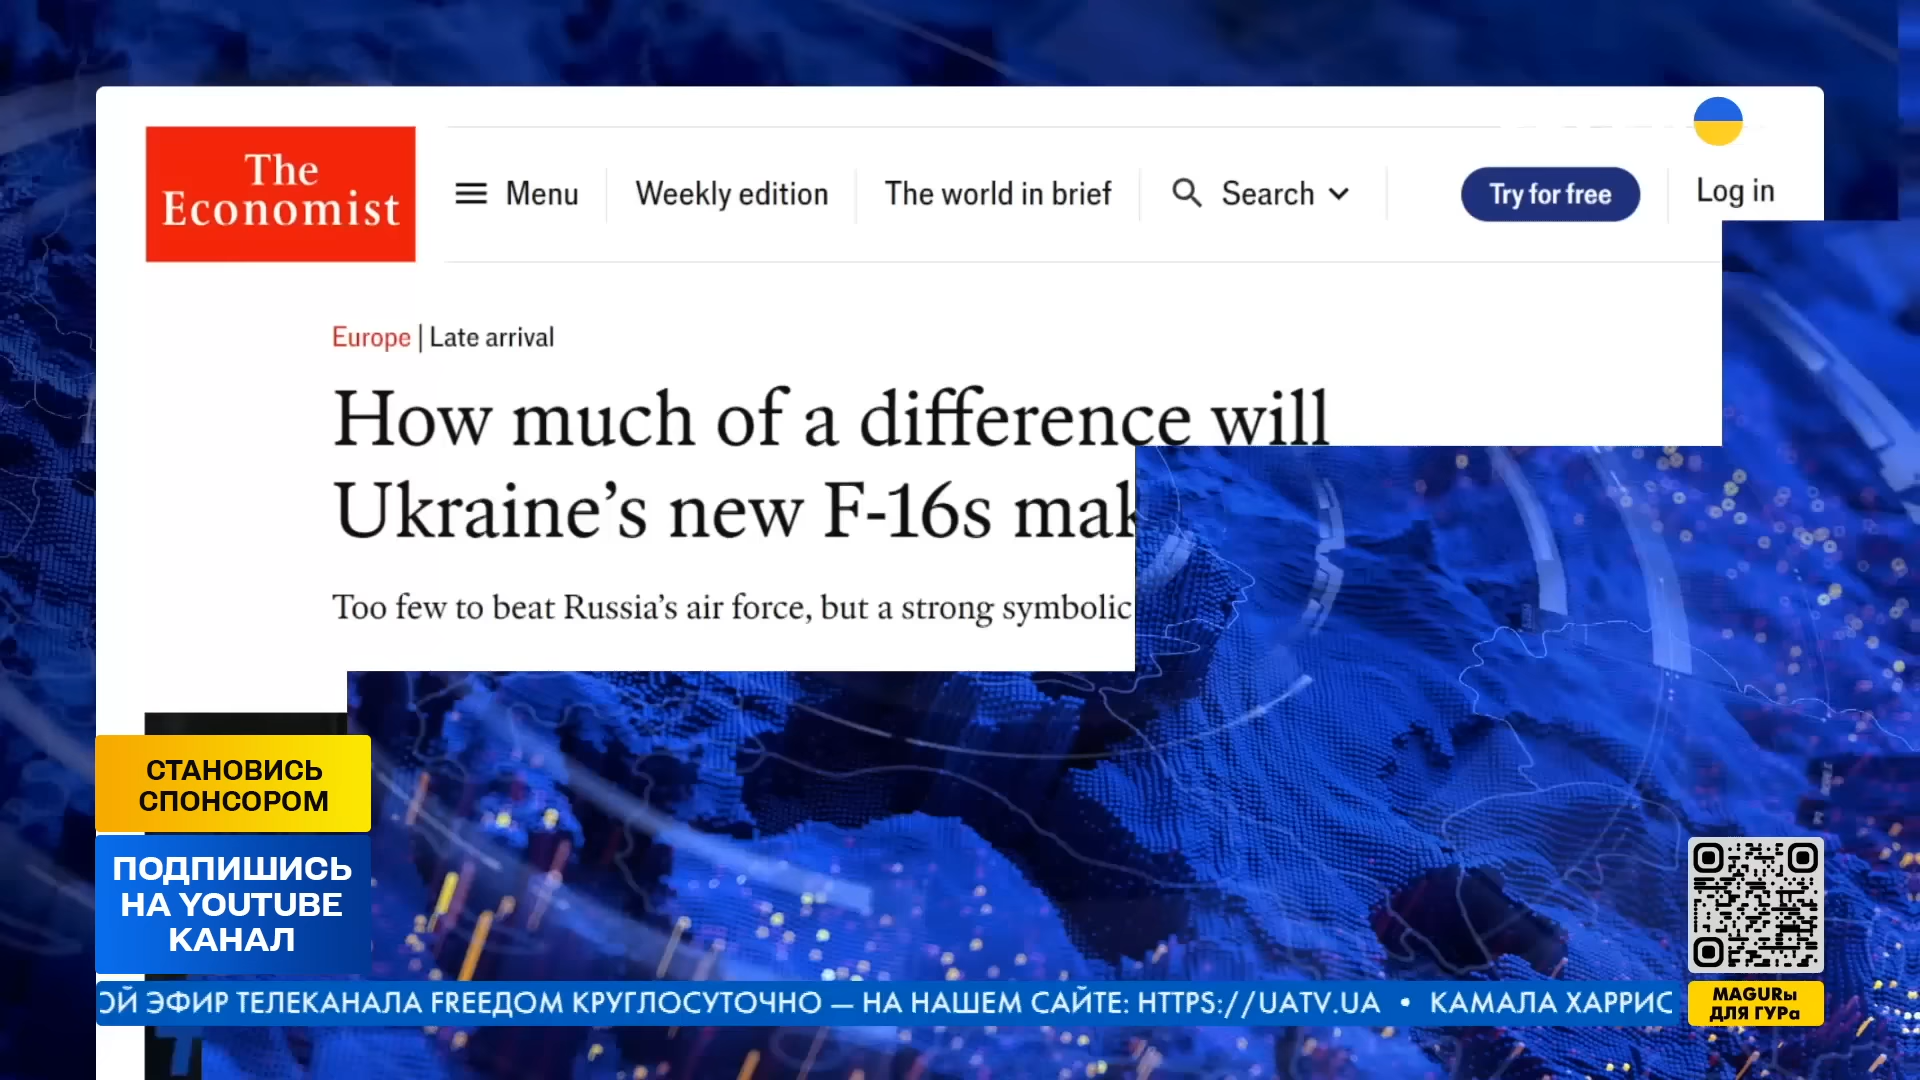 The
Economist
Menu
Weekly edition
The world in brief
Search
Try for free
Log in
Europe | Late arrival
How much of a difference will
Ukraine’s new F-16s mak
Too few to beat Russia’s air force, but a strong symbolic
СТАНОВИСЬ
СПОНСОРОМ
ПОДПИШИСЬ
НА YOUTUBE
КАНАЛ
ОЙ ЭФИР ТЕЛЕКАНАЛА FREEДОМ КРУГЛОСУТОЧНО — НА НАШЕМ САЙТЕ: HTTPS://UATV.UA • КАМАЛА ХАРРИС
MAGURы
ДЛЯ ГУРа